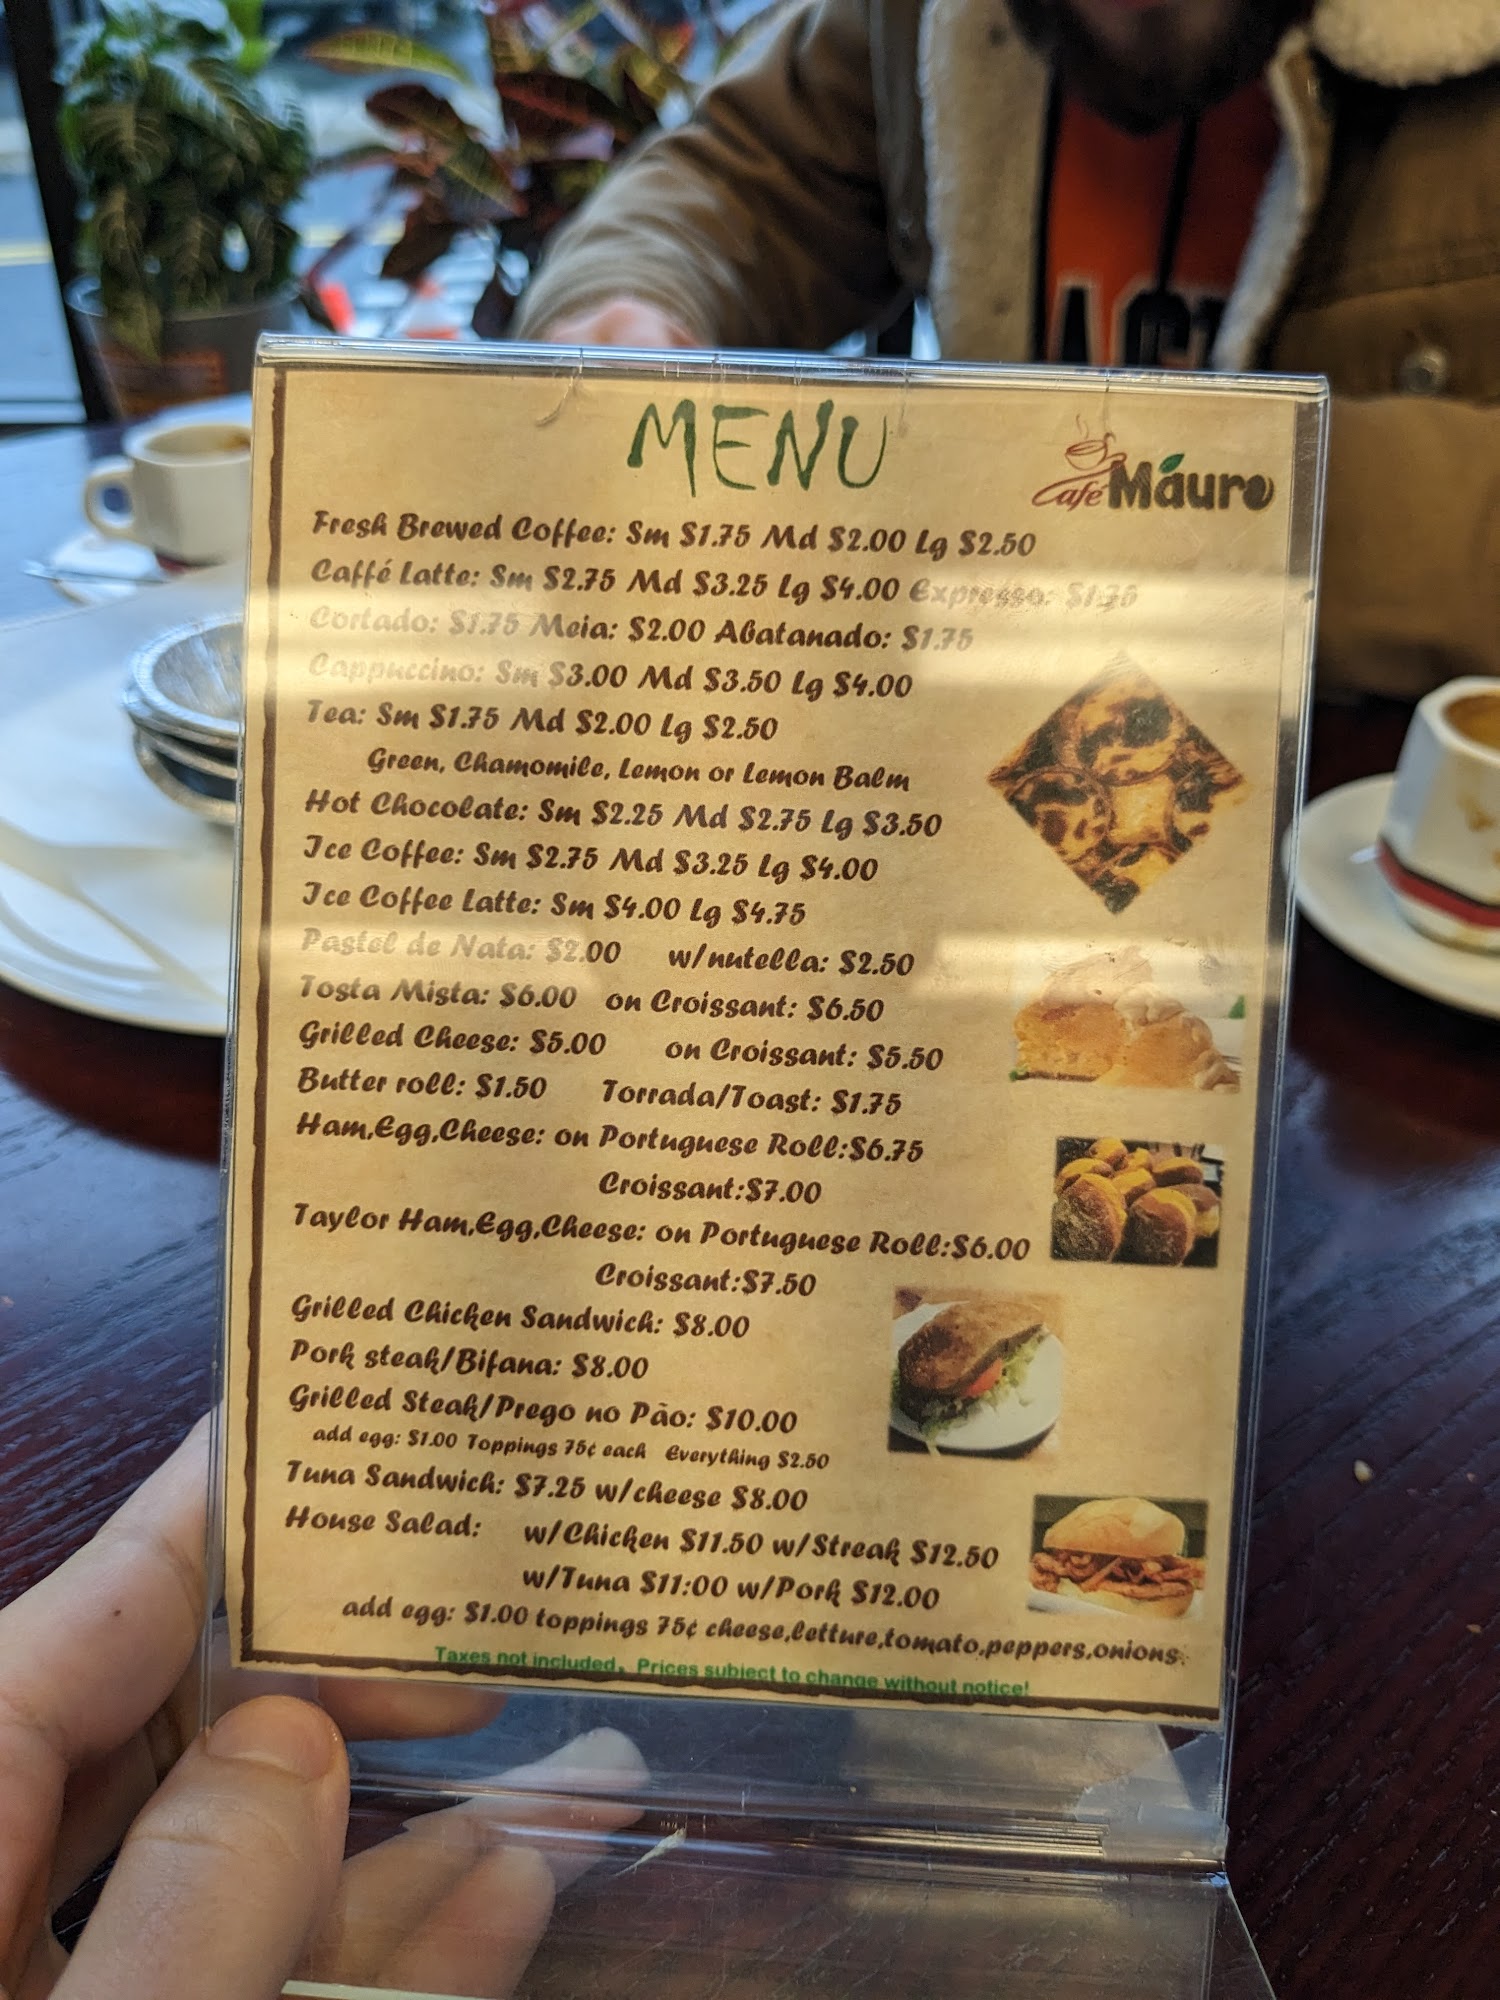 MENU
Café Mauro
Fresh Brewed Coffee: Sm $1.75 Md $2.00 Lg $2.50
Caffé Latte: Sm $2.75 Md $3.25 Lg $4.00 Expresso: $1.75
Cortado: $1.75 Meia: $2.00 Abatanado: $1.75
Cappuccino: Sm $3.00 Md $3.50 Lg $4.00
Tea: Sm $1.75 Md $2.00 Lg $2.50
Green, Chamomile, Lemon or Lemon Balm
Hot Chocolate: Sm $2.25 Md $2.75 Lg $3.50
Ice Coffee: Sm $2.75 Md $3.25 Lg $4.00
Ice Coffee Latte: Sm $4.00 Lg $4.75
Pastel de Nata: $2.00 w/nutella: $2.50
Tosta Mista: $6.00 on Croissant: $6.50
Grilled Cheese: $5.00 on Croissant: $5.50
Butter roll: $1.50 Torrada/Toast: $1.75
Ham,Egg,Cheese: on Portuguese Roll:$6.75
Croissant:$7.00
Taylor Ham,Egg,Cheese: on Portuguese Roll:$6.00
Croissant:$7.50
Grilled Chicken Sandwich: $8.00
Pork steak/Bifana: $8.00
Grilled Steak/Prego no Pão: $10.00
add egg: $1.00 Toppings 75¢ each Everything $2.50
Tuna Sandwich: $7.25 w/cheese $8.00
House Salad: w/Chicken $11.50 w/Streak $12.50
w/Tuna $11:00 w/Pork $12.00
add egg: $1.00 toppings 75¢ cheese,letture,tomato,peppers,onions.
Taxes not included, Prices subject to change without notice!